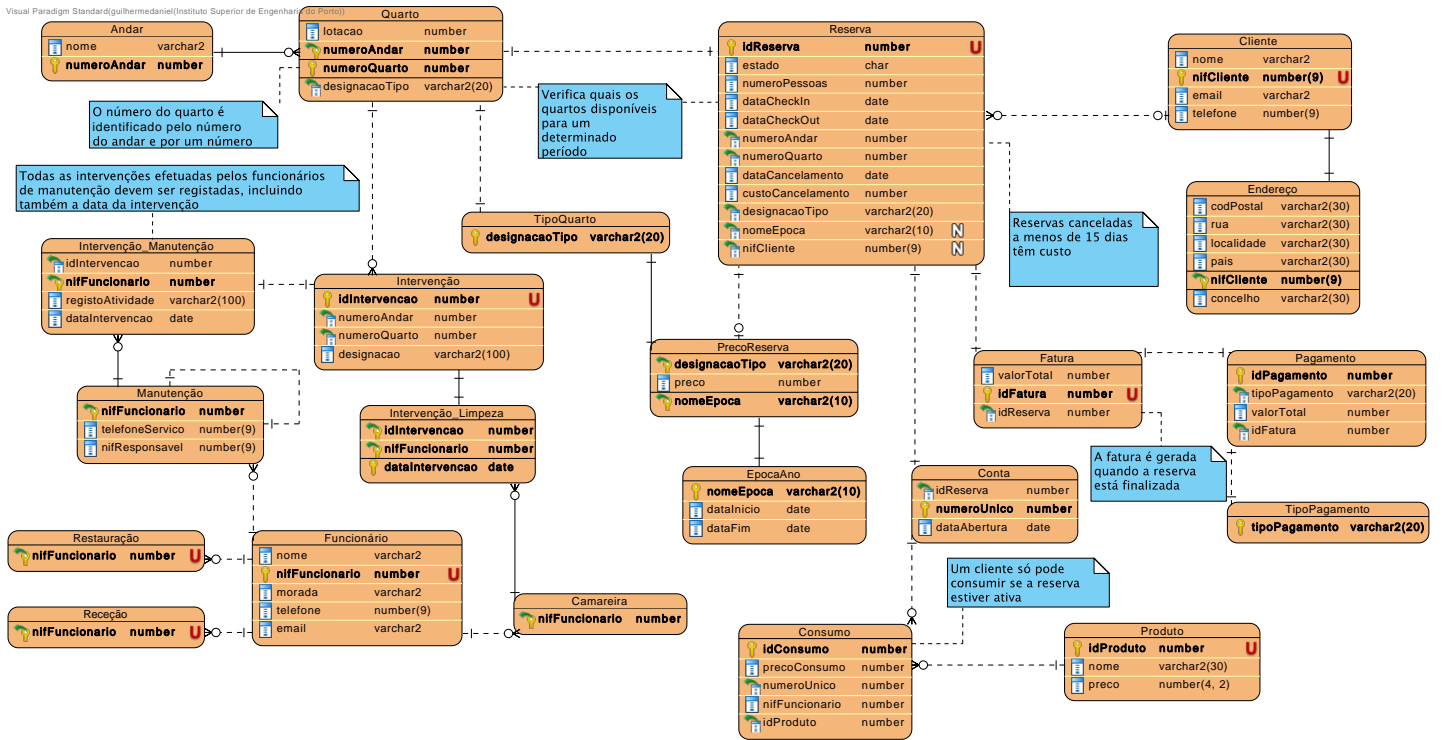 Visual Paradigm Standard(guilhermedaniel(Instituto Superior de Engenharia do Porto))
Andar
nome varchar2
numeroAndar number
Quarto
lotacao number
numeroAndar number
numeroQuarto number
designacaoTipo varchar2(20)
Reserva
idReserva number U
estado char
numeroPessoas number
dataCheckIn date
dataCheckOut date
numeroAndar number
numeroQuarto number
dataCancelamento date
custoCancelamento number
designacaoTipo varchar2(20)
nomeEpoca varchar2(10) N
nifCliente number(9) N
Cliente
nome varchar2
nifCliente number(9) U
email varchar2
telefone number(9)
O número do quarto é
identificado pelo número
do andar e por um número
Verifica quais os
quartos disponíveis
para um
determinado
período
Todas as intervenções efetuadas pelos funcionários
de manutenção devem ser registadas, incluindo
também a data da intervenção
Endereço
codPostal varchar2(30)
rua varchar2(30)
localidade varchar2(30)
pais varchar2(30)
nifCliente number(9)
concelho varchar2(30)
TipoQuarto
designacaoTipo varchar2(20)
Reservas canceladas
a menos de 15 dias
têm custo
Intervenção_Manutenção
idIntervencao number
nifFuncionario number
registoAtividade varchar2(100)
dataIntervencao date
Intervenção
idIntervencao number U
numeroAndar number
numeroQuarto number
designacao varchar2(100)
PrecoReserva
designacaoTipo varchar2(20)
preco number
nomeEpoca varchar2(10)
Fatura
valorTotal number
idFatura number U
idReserva number
Pagamento
idPagamento number
tipoPagamento varchar2(20)
valorTotal number
idFatura number
Manutenção
nifFuncionario number
telefoneServico number(9)
nifResponsavel number(9)
Intervenção_Limpeza
idIntervencao number
nifFuncionario number
dataIntervencao date
A fatura é gerada
quando a reserva
está finalizada
EpocaAno
nomeEpoca varchar2(10)
dataInicio date
dataFim date
Conta
idReserva number
numeroUnico number
dataAbertura date
TipoPagamento
tipoPagamento varchar2(20)
Restauração
nifFuncionario number U
Funcionário
nome varchar2
nifFuncionario number U
morada varchar2
telefone number(9)
email varchar2
Um cliente só pode
consumir se a reserva
estiver ativa
Receção
nifFuncionario number U
Camareira
nifFuncionario number
Consumo
idConsumo number
precoConsumo number
numeroUnico number
nifFuncionario number
idProduto number
Produto
idProduto number U
nome varchar2(30)
preco number(4, 2)